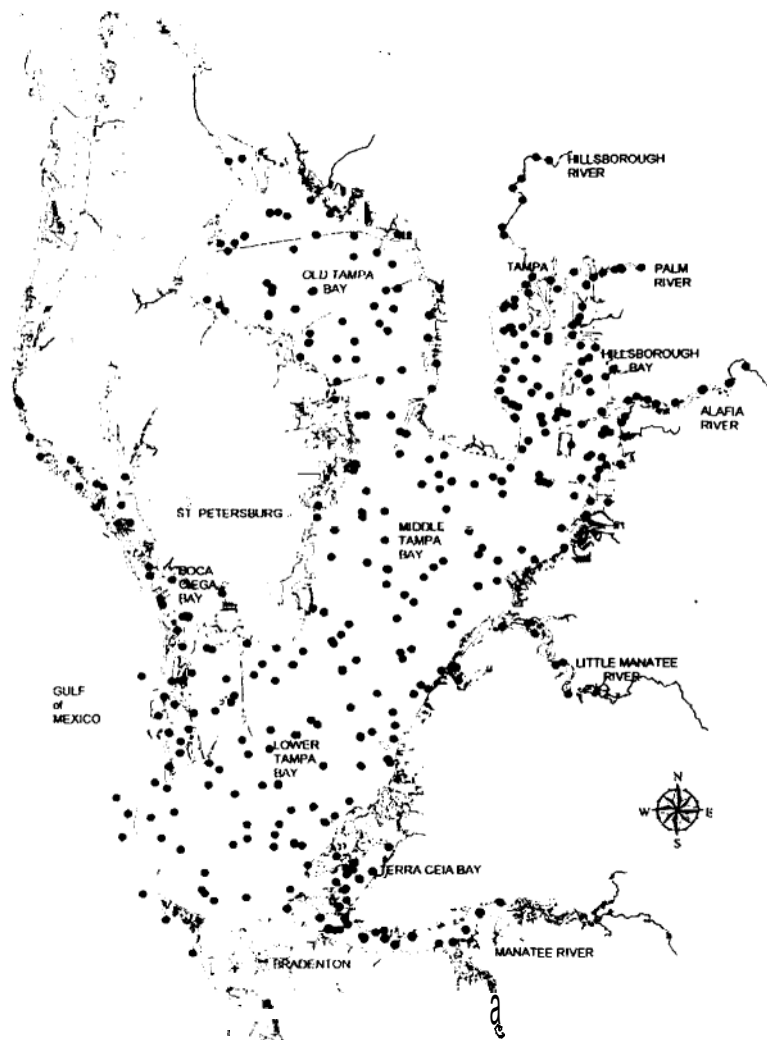 HILLSBOROUGH
RIVER
TAMPA
PALM
RIVER
OLD TAMPA
BAY
HILLSBOROUGH
BAY
ALAFIA
RIVER
ST. PETERSBURG
MIDDLE
TAMPA
BAY
BOCA
CIEGA
BAY
LITTLE MANATEE
RIVER
GULF
of
MEXICO
LOWER
TAMPA
BAY
N
W
E
S
TERRA CEIA BAY
MANATEE RIVER
BRADENTON